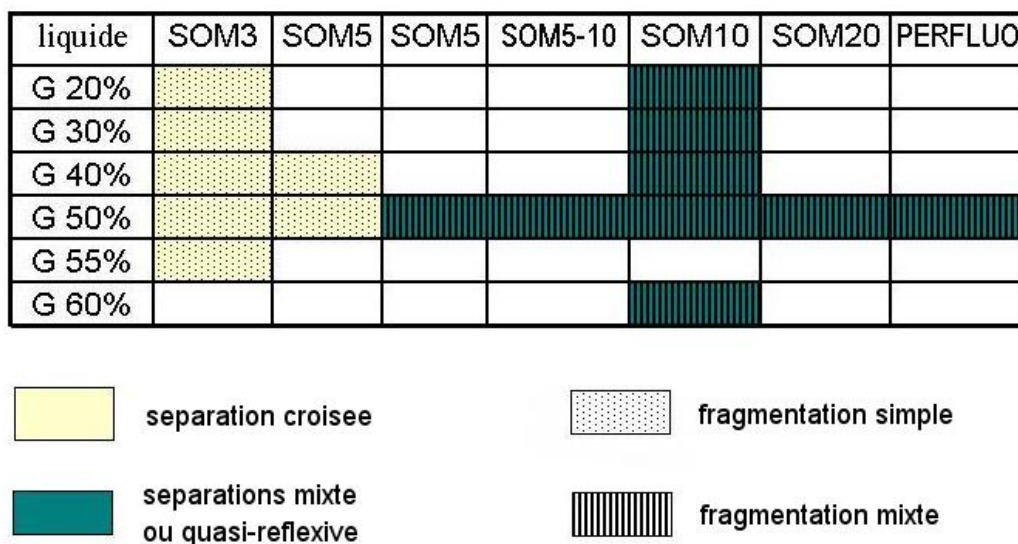 liquide SOM3 SOM5 SOM5 SOM5-10 SOM10 SOM20 PERFLUO
G 20%
G 30%
G 40%
G 50%
G 55%
G 60%
separation croisee
fragmentation simple
separations mixte
ou quasi-reflexive
fragmentation mixte